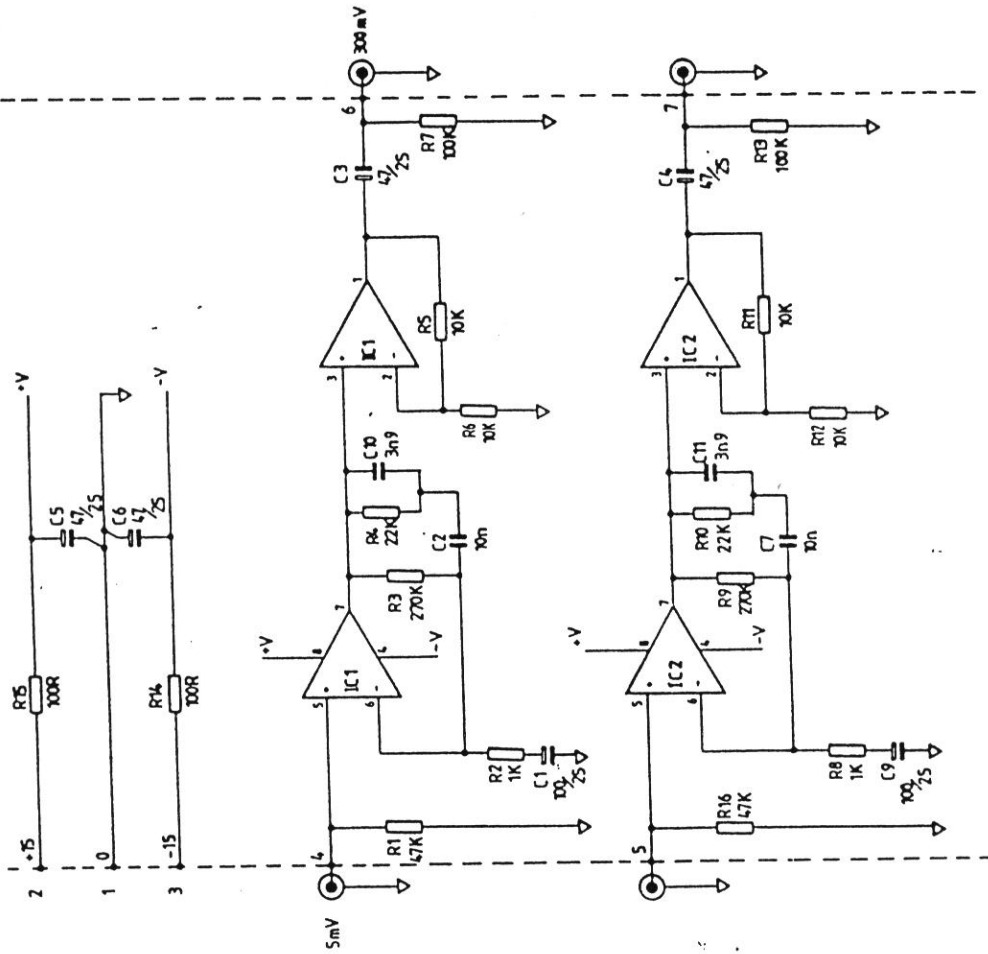 +V
-V
C5
47/25
C6
47/25
R15
100R
R14
100R
2 +15
1 0
3 -15
300mV
6
R7
100K
C3
47/25
1
IC1
3
+
2
-
R5
10K
R6
10K
C10
3n9
R4
22K
C2
10n
R3
270K
7
+V
8
IC1
4
-V
5
+
6
-
R2
1K
C1
100/25
4
R1
47K
5mV
7
R13
100K
C4
47/25
1
IC2
3
+
2
-
R11
10K
R12
10K
C11
3n9
R10
22K
C7
10n
R9
270K
7
+V
8
IC2
4
-V
5
+
6
-
R8
1K
C9
100/25
5
R16
47K